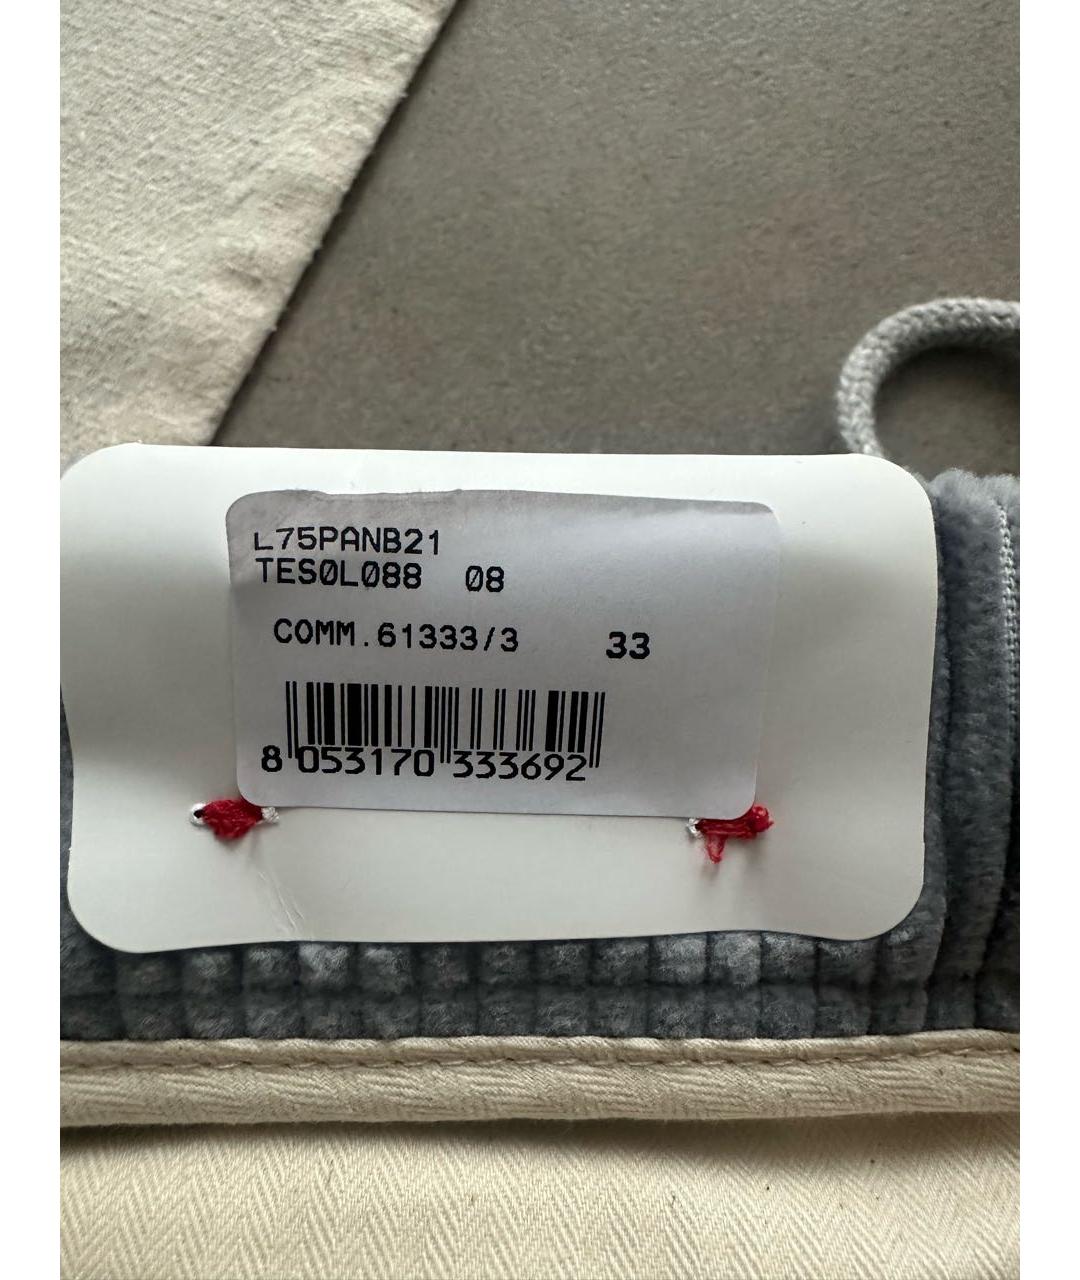 L75PANB21
TES0L088 08
COMM.61333/3 33
8 053170 333692